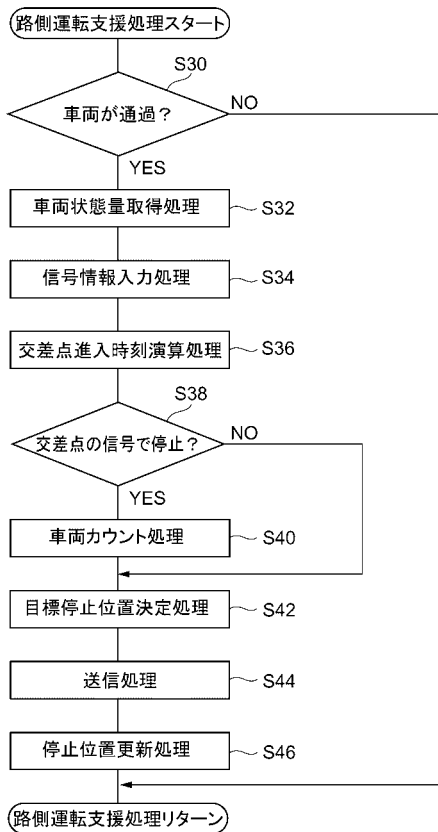 路側運転支援処理スタート
S30
車両が通過?
NO
YES
車両状態量取得処理
S32
信号情報入力処理
S34
交差点進入時刻演算処理
S36
S38
交差点の信号で停止?
NO
YES
車両カウント処理
S40
目標停止位置決定処理
S42
送信処理
S44
停止位置更新処理
S46
路側運転支援処理リターン